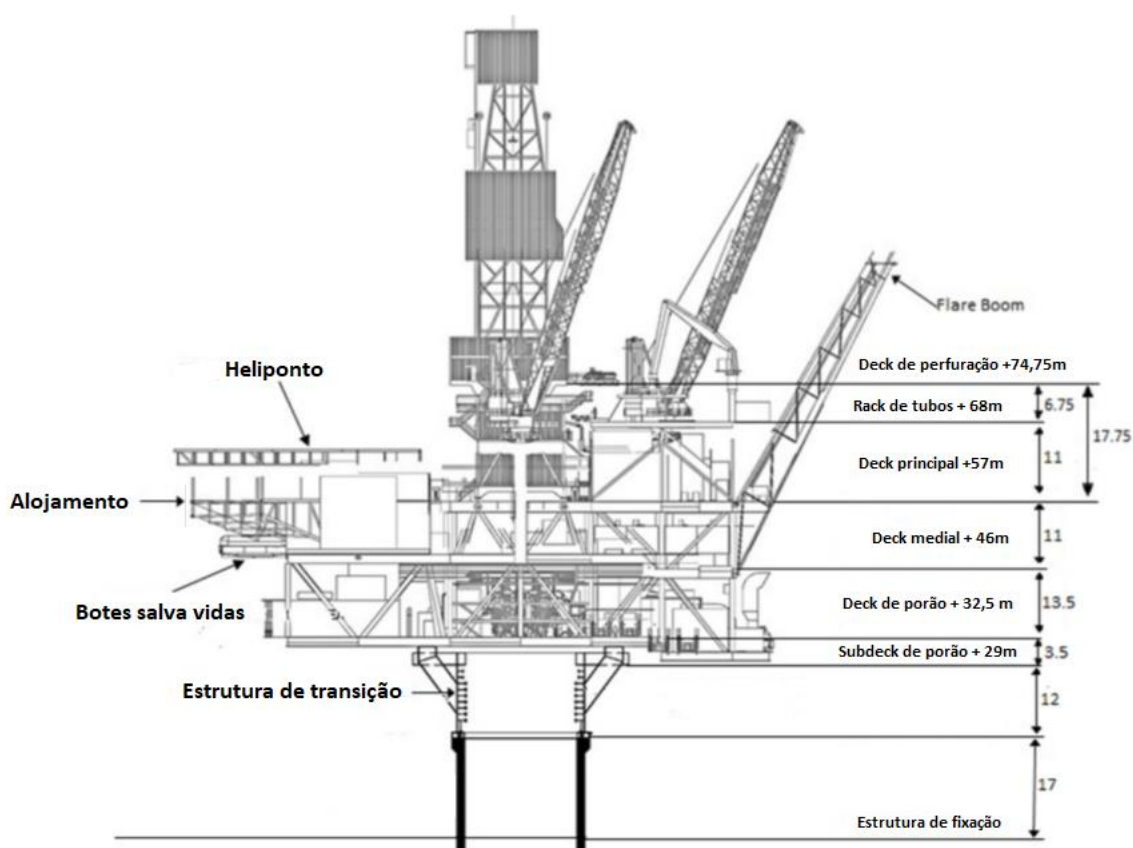 Flare Boom
Deck de perfuração +74,75m
Heliponto
Rack de tubos + 68m
6.75
17.75
Deck principal +57m
11
Alojamento
Deck medial + 46m
11
Botes salva vidas
Deck de porão + 32,5 m
13.5
Subdeck de porão + 29m
3.5
Estrutura de transição
12
17
Estrutura de fixação